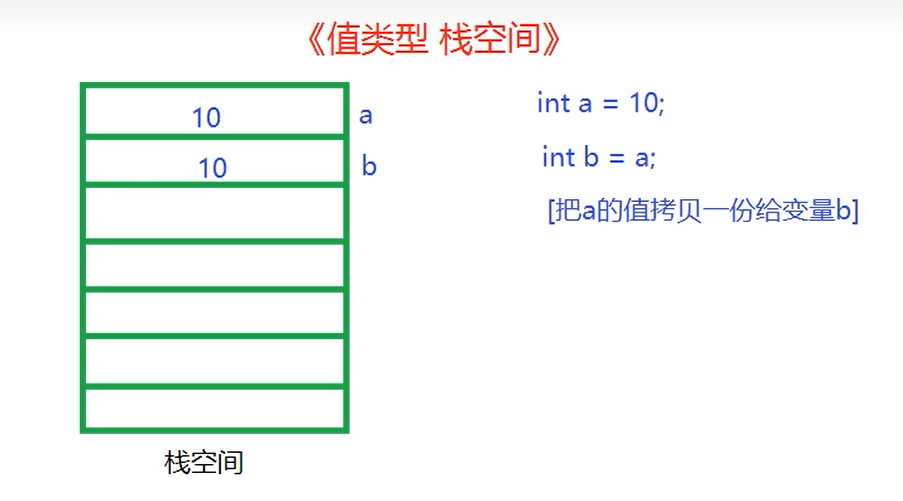 《值类型 栈空间》
10 a
int a = 10;
10 b
int b = a;
[把a的值拷贝一份给变量b]
栈空间